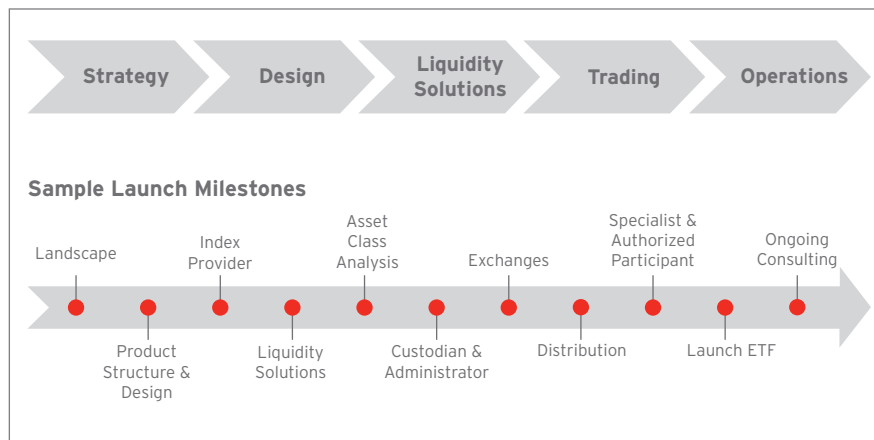 Strategy
Design
Liquidity
Solutions
Trading
Operations
Sample Launch Milestones
Landscape
Product
Structure &
Design
Index
Provider
Liquidity
Solutions
Asset
Class
Analysis
Custodian &
Administrator
Exchanges
Distribution
Specialist &
Authorized
Participant
Launch ETF
Ongoing
Consulting